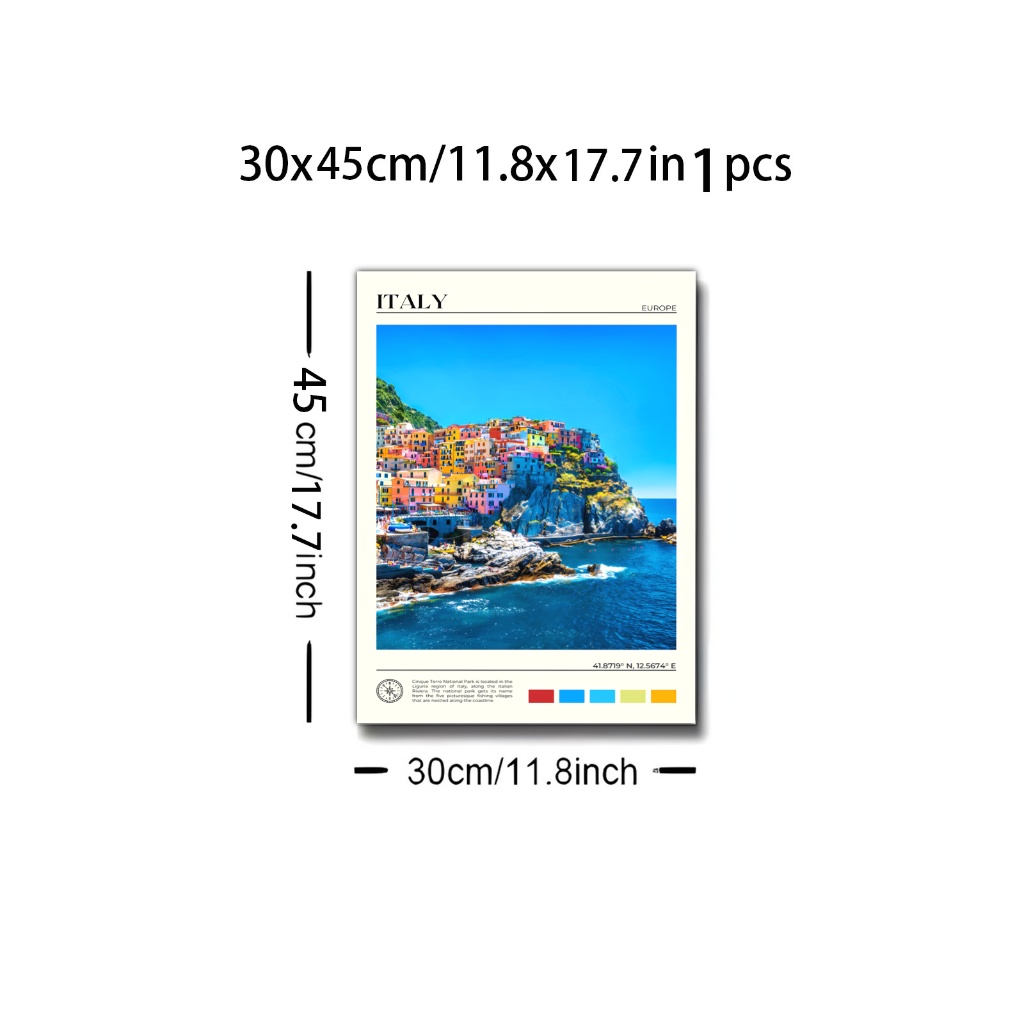 30x45cm/11.8x17.7in 1 pcs
ITALY
EUROPE
45 cm/17.7inch
41.8719° N, 12.5674° E
Cinque Terre National Park is located in the
Liguria region of Italy, along the Italian
Riviera. The national park gets its name
from the five picturesque fishing villages
that are nestled along the coastline.
30cm/11.8inch